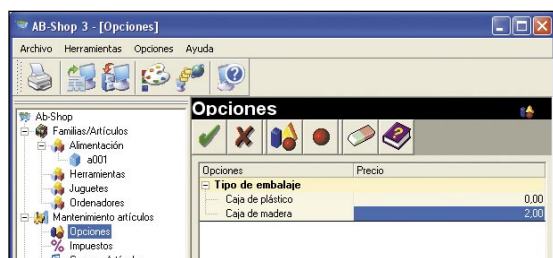 AB-Shop 3 - [Opciones]
Archivo Herramientas Opciones Ayuda
Ab-Shop
Familias/Artículos
Alimentación
a001
Herramientas
Juguetes
Ordenadores
Mantenimiento artículos
Opciones
% Impuestos
Opciones
Opciones Precio
Tipo de embalaje
Caja de plástico 0,00
Caja de madera 2,00